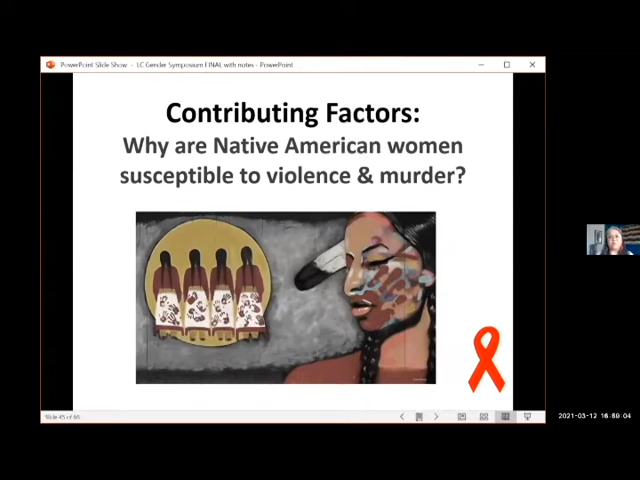 PowerPoint Slide Show - LC Gender Symposium FINAL with notes - PowerPoint
Contributing Factors:
Why are Native American women
susceptible to violence & murder?
Slide 45 of 66
2021-03-12 16:59:04